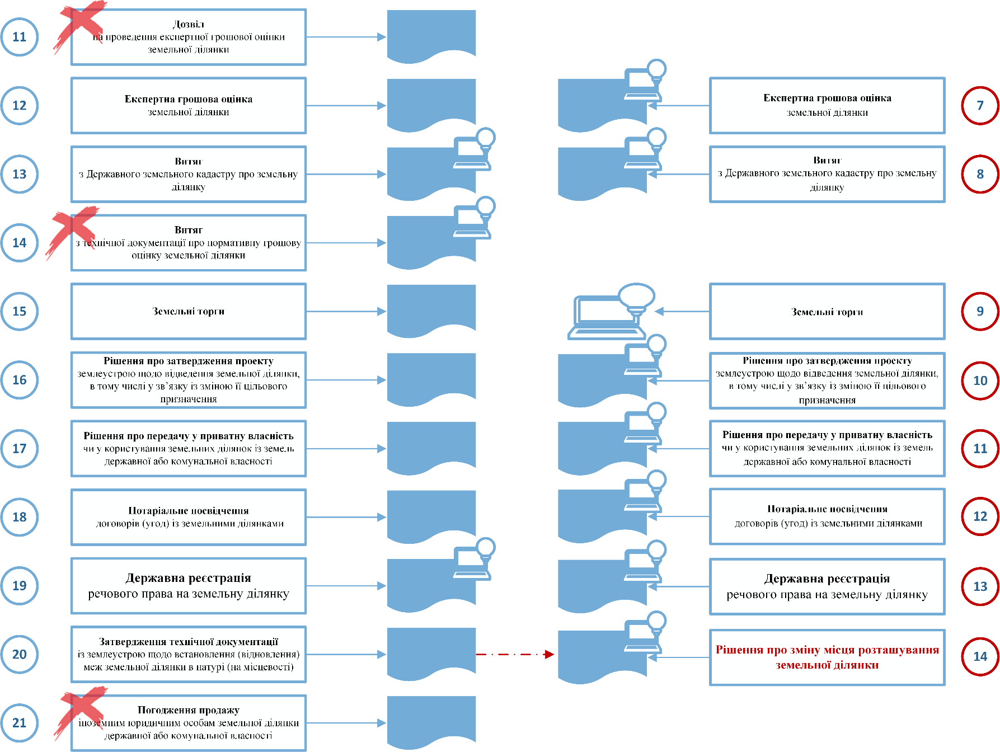 11
Дозвіл
на проведення експертної грошової оцінки
земельної ділянки
12
Експертна грошова оцінка
земельної ділянки
Експертна грошова оцінка
земельної ділянки
7
13
Витяг
з Державного земельного кадастру про земельну
ділянку
Витяг
з Державного земельного кадастру про земельну
ділянку
8
14
Витяг
з технічної документації про нормативну грошову
оцінку земельної ділянки
15
Земельні торги
Земельні торги
9
16
Рішення про затвердження проекту
землеустрою щодо відведення земельної ділянки,
в тому числі у зв’язку із зміною її цільового
призначення
Рішення про затвердження проекту
землеустрою щодо відведення земельної ділянки,
в тому числі у зв’язку із зміною її цільового
призначення
10
17
Рішення про передачу у приватну власність
чи у користування земельних ділянок із земель
державної або комунальної власності
Рішення про передачу у приватну власність
чи у користування земельних ділянок із земель
державної або комунальної власності
11
18
Нотаріальне посвідчення
договорів (угод) із земельними ділянками
Нотаріальне посвідчення
договорів (угод) із земельними ділянками
12
19
Державна реєстрація
речового права на земельну ділянку
Державна реєстрація
речового права на земельну ділянку
13
20
Затвердження технічної документації
із землеустрою щодо встановлення (відновлення)
меж земельної ділянки в натурі (на місцевості)
Рішення про зміну місця розташування
земельної ділянки
14
21
Погодження продажу
іноземним юридичним особам земельної ділянки
державної або комунальної власності